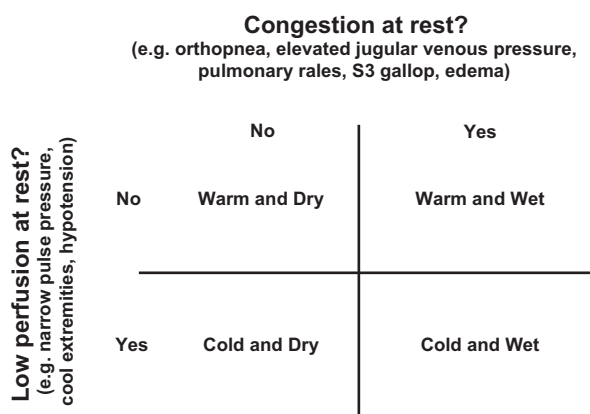 Congestion at rest?
(e.g. orthopnea, elevated jugular venous pressure,
pulmonary rales, S3 gallop, edema)
No Yes
Low perfusion at rest?
(e.g. narrow pulse pressure,
cool extremities, hypotension)
No Warm and Dry Warm and Wet
Yes Cold and Dry Cold and Wet